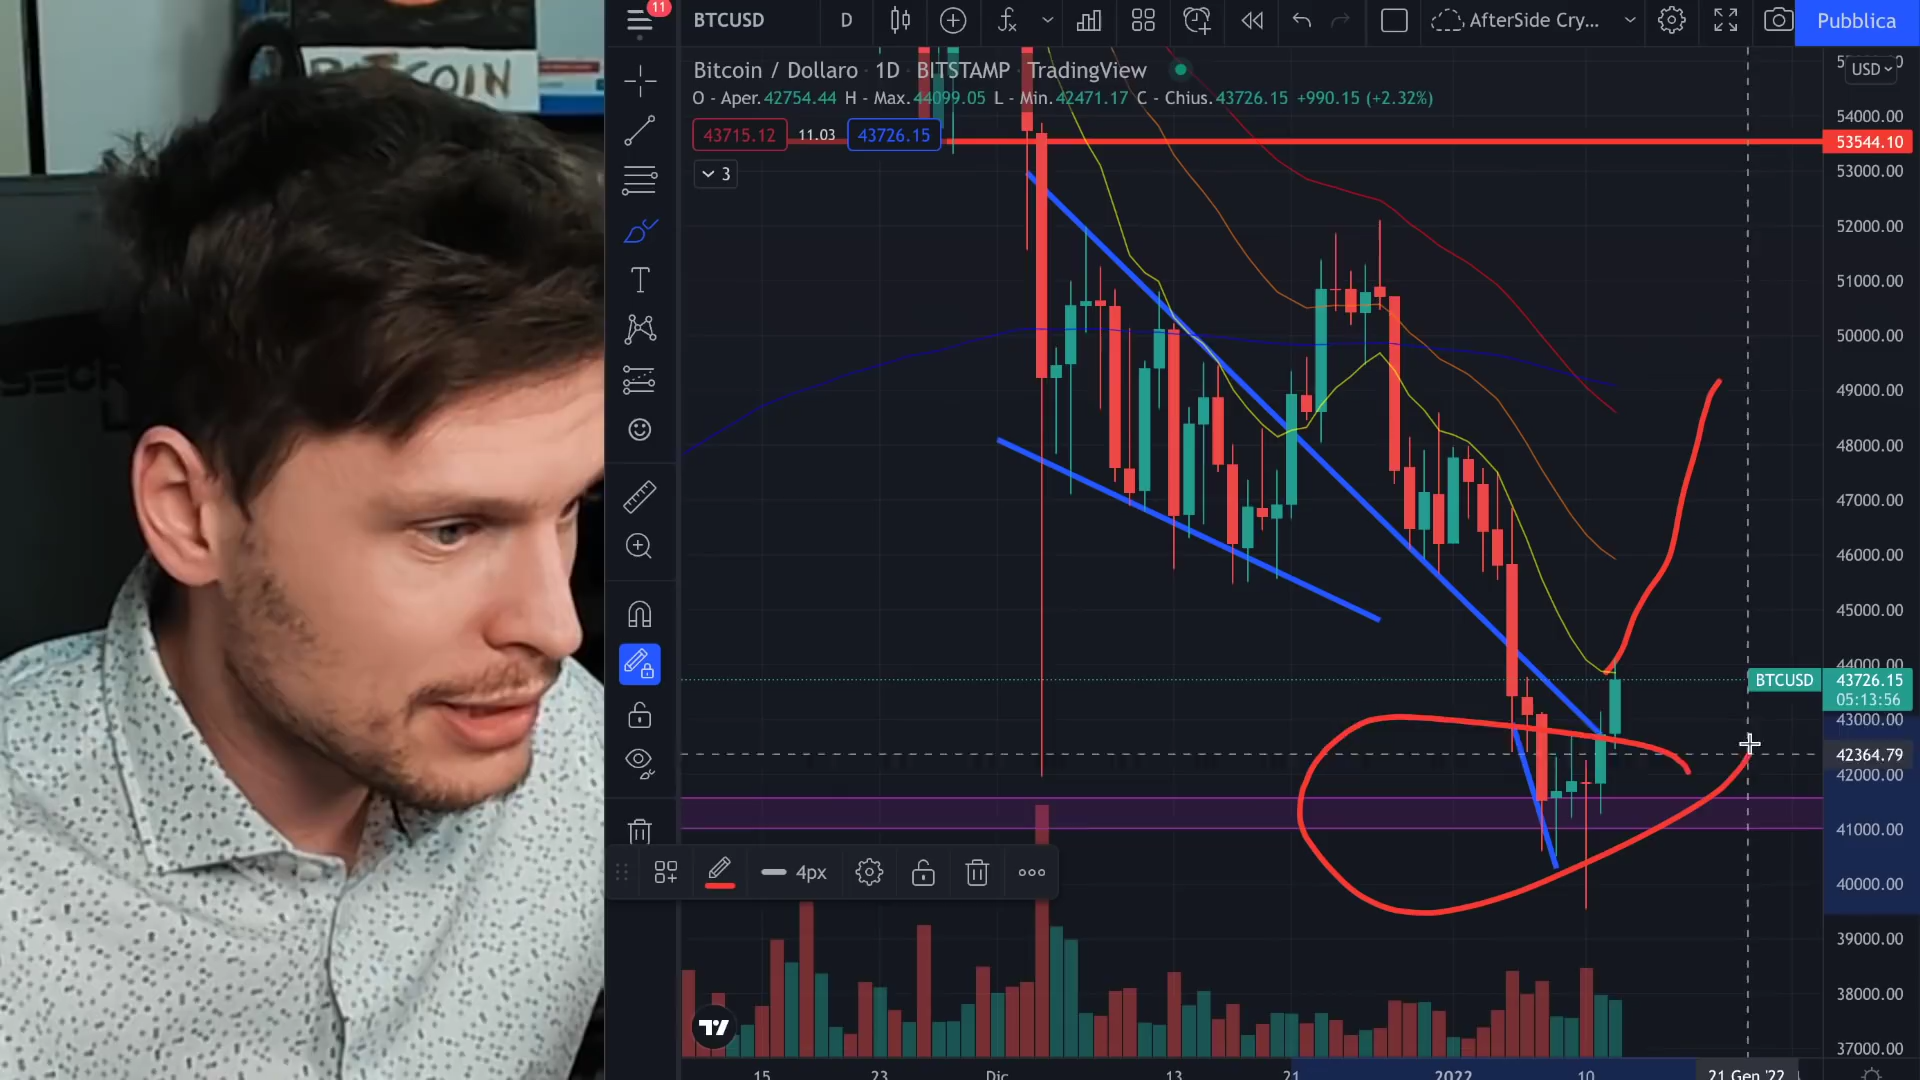 BITCOIN
SECR
L
11
BTCUSD
D
AfterSide Cry...
Pubblica
Bitcoin / Dollaro · 1D · BITSTAMP · TradingView
O - Aper.42754.44 H - Max.44099.05 L - Min.42471.17 C - Chius.43726.15 +990.15 (+2.32%)
43715.12 11.03 43726.15
3
USD
54000.00
53544.10
53000.00
52000.00
51000.00
50000.00
49000.00
48000.00
47000.00
46000.00
45000.00
44000.00
BTCUSD 43726.15
05:13:56
43000.00
42364.79
42000.00
41000.00
40000.00
39000.00
38000.00
37000.00
4px
15 23 Dic 13 21 2022 10 21 Gen '22